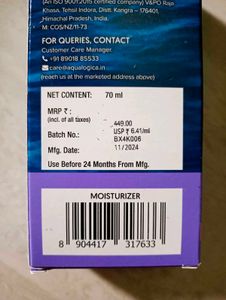 (An ISO 9001:2015 certified company) V&PO Raja
Khasa, Tehsil Indora, Distt. Kangra – 176401,
Himachal Pradesh, India.
M: COS/NZ/11-73
FOR QUERIES, CONTACT
Customer Care Manager
+91 89018 85533
care@aqualogica.in
(reach us at the marketed address above)
NET CONTENT: 70 ml
MRP ₹ :
(incl. of all taxes) 449.00
USP ₹ 6.41/ml
Batch No.: BX4K006
Mfg. Date: 11/2024
Use Before 24 Months From Mfg.
MOISTURIZER
8 904417 317633